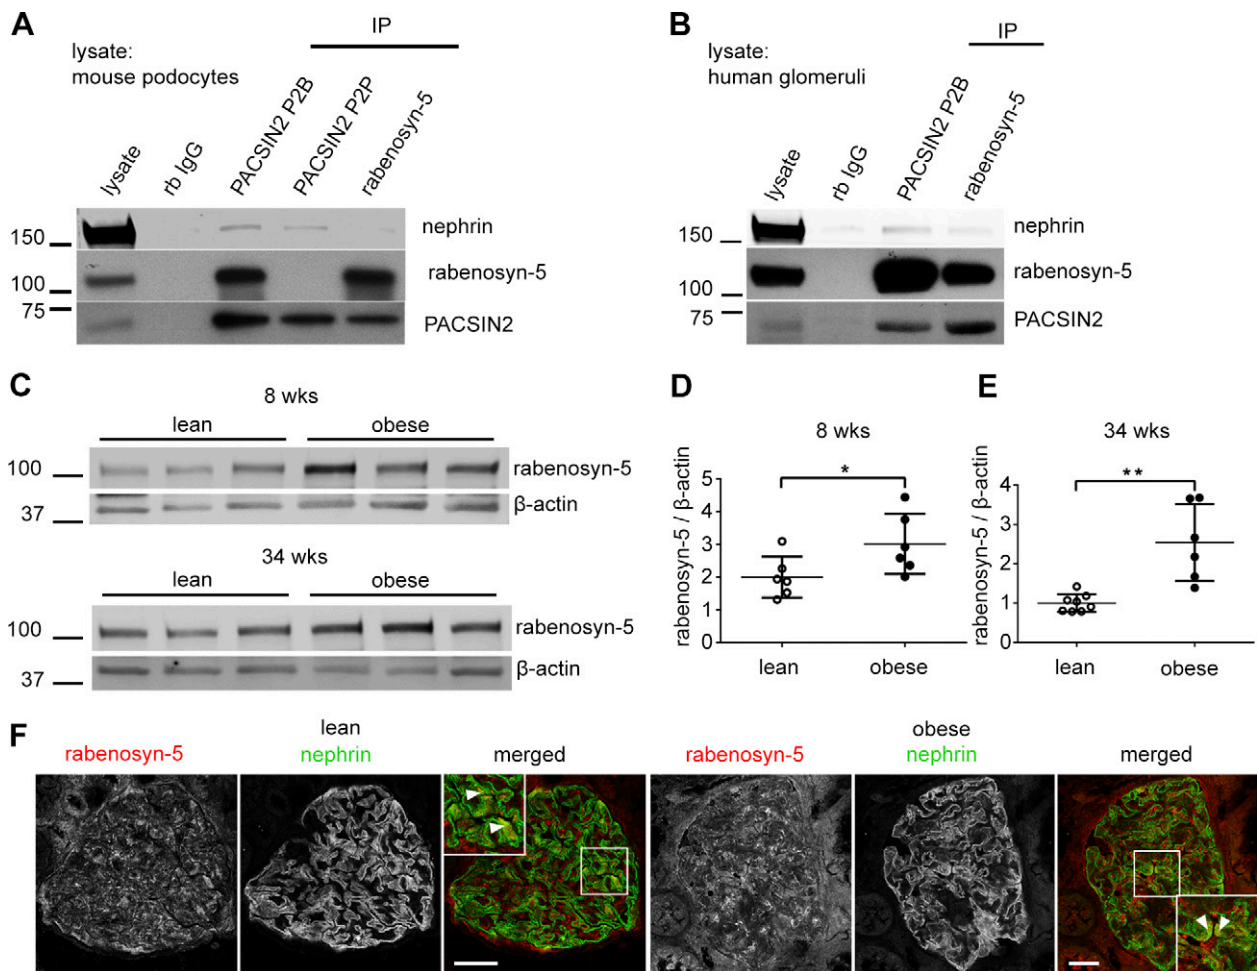 A
lysate:
mouse podocytes
IP
lysate
rb IgG
PACSIN2 P2B
PACSIN2 P2P
rabenosyn-5
150
100
75
nephrin
rabenosyn-5
PACSIN2
B
lysate:
human glomeruli
IP
lysate
rb IgG
PACSIN2 P2B
rabenosyn-5
150
100
75
nephrin
rabenosyn-5
PACSIN2
C
8 wks
lean obese
100
37
rabenosyn-5
β-actin
34 wks
lean obese
100
37
rabenosyn-5
β-actin
D
8 wks
*
rabenosyn-5 / β-actin
5
4
3
2
1
0
lean obese
E
34 wks
**
rabenosyn-5 / β-actin
4
3
2
1
0
lean obese
F
lean
rabenosyn-5 nephrin merged
obese
rabenosyn-5 nephrin merged